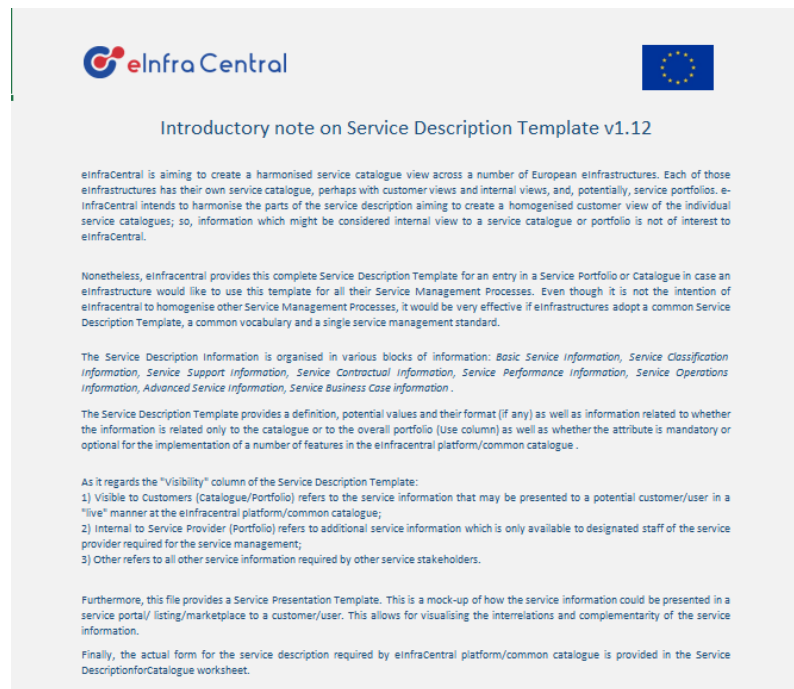 eInfraCentral
Introductory note on Service Description Template v1.12
eInfraCentral is aiming to create a harmonised service catalogue view across a number of European eInfrastructures. Each of those
eInfrastructures has their own service catalogue, perhaps with customer views and internal views, and, potentially, service portfolios. e-
InfraCentral intends to harmonise the parts of the service description aiming to create a homogenised customer view of the individual
service catalogues; so, information which might be considered internal view to a service catalogue or portfolio is not of interest to
eInfraCentral.
Nonetheless, eInfracentral provides this complete Service Description Template for an entry in a Service Portfolio or Catalogue in case an
eInfrastructure would like to use this template for all their Service Management Processes. Even though it is not the intention of
eInfracentral to homogenise other Service Management Processes, it would be very effective if eInfrastructures adopt a common Service
Description Template, a common vocabulary and a single service management standard.
The Service Description Information is organised in various blocks of information: Basic Service Information, Service Classification
Information, Service Support Information, Service Contractual Information, Service Performance Information, Service Operations
Information, Advanced Service Information, Service Business Case information .
The Service Description Template provides a definition, potential values and their format (if any) as well as information related to whether
the information is related only to the catalogue or to the overall portfolio (Use column) as well as whether the attribute is mandatory or
optional for the implementation of a number of features in the eInfracentral platform/common catalogue .
As it regards the "Visibility" column of the Service Description Template:
1) Visible to Customers (Catalogue/Portfolio) refers to the service information that may be presented to a potential customer/user in a
"live" manner at the eInfracentral platform/common catalogue;
2) Internal to Service Provider (Portfolio) refers to additional service information which is only available to designated staff of the service
provider required for the service management;
3) Other refers to all other service information required by other service stakeholders.
Furthermore, this file provides a Service Presentation Template. This is a mock-up of how the service information could be presented in a
service portal/ listing/marketplace to a customer/user. This allows for visualising the interrelations and complementarity of the service
information.
Finally, the actual form for the service description required by eInfraCentral platform/common catalogue is provided in the Service
DescriptionforCatalogue worksheet.